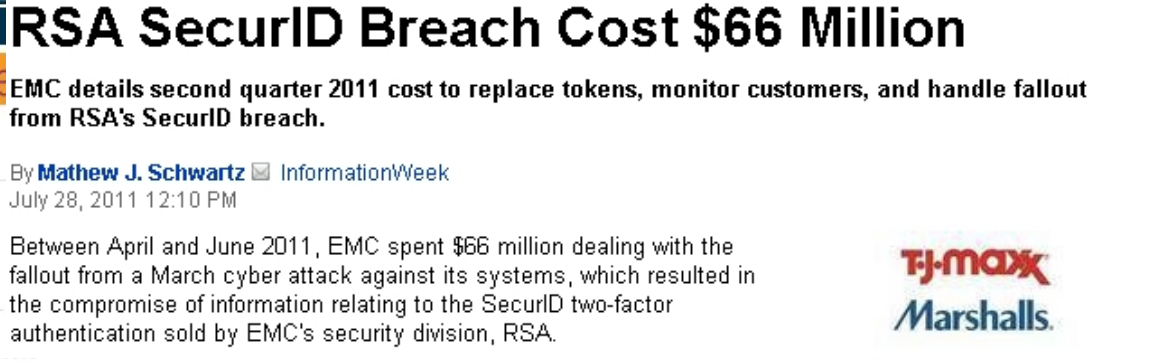 RSA SecurID Breach Cost $66 Million
EMC details second quarter 2011 cost to replace tokens, monitor customers, and handle fallout
from RSA's SecurID breach.
By Mathew J. Schwartz InformationWeek
July 28, 2011 12:10 PM
Between April and June 2011, EMC spent $66 million dealing with the
fallout from a March cyber attack against its systems, which resulted in
the compromise of information relating to the SecurID two-factor
authentication sold by EMC's security division, RSA.
T·J·maxx
Marshalls.